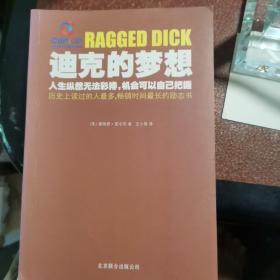 RAGGED DICK
迪克的梦想
人生纵然无法彩排，机会可以自己把握
历史上读过的人最多，畅销时间最长的励志书
北京联合出版公司